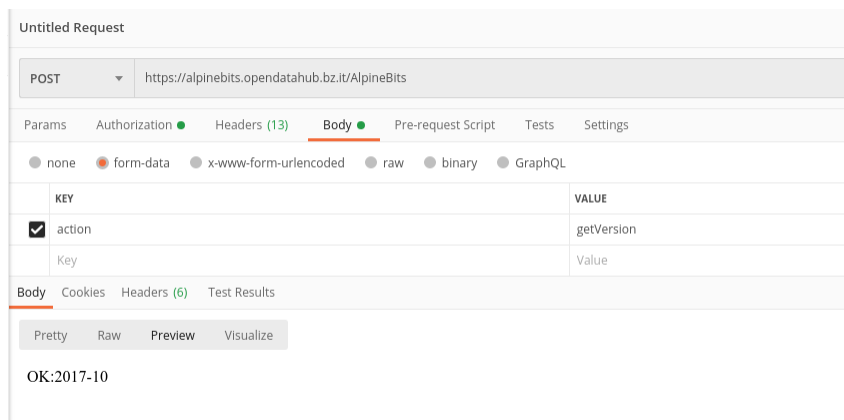 Untitled Request
POST https://alpinebits.opendatahub.bz.it/AlpineBits
Params Authorization Headers (13) Body Pre-request Script Tests Settings
none form-data x-www-form-urlencoded raw binary GraphQL
KEY VALUE
action getVersion
Key Value
Body Cookies Headers (6) Test Results
Pretty Raw Preview Visualize
OK:2017-10